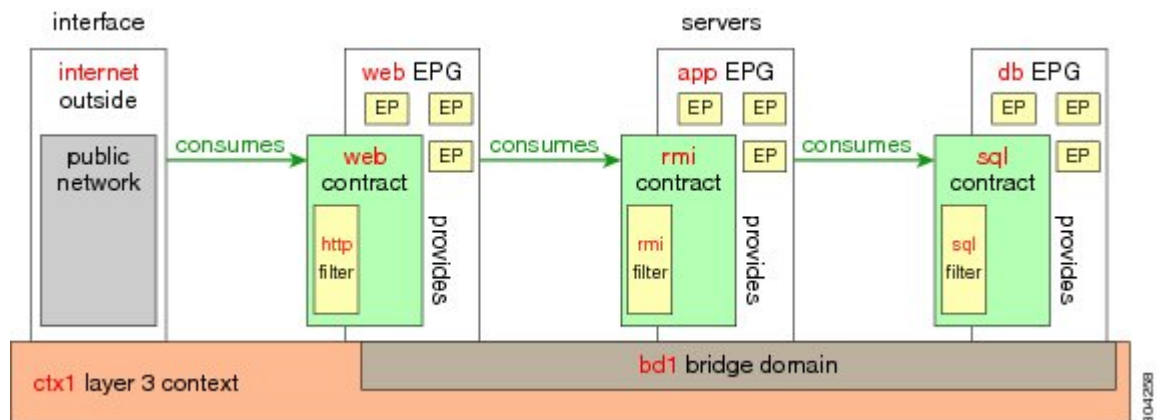 interface
servers
internet
outside
public
network
consumes
web EPG
EP
EP
EP
web
contract
http
filter
provides
consumes
app EPG
EP
EP
EP
rmi
contract
rmi
filter
provides
consumes
db EPG
EP
EP
EP
sql
contract
sql
filter
provides
bd1 bridge domain
ctx1 layer 3 context